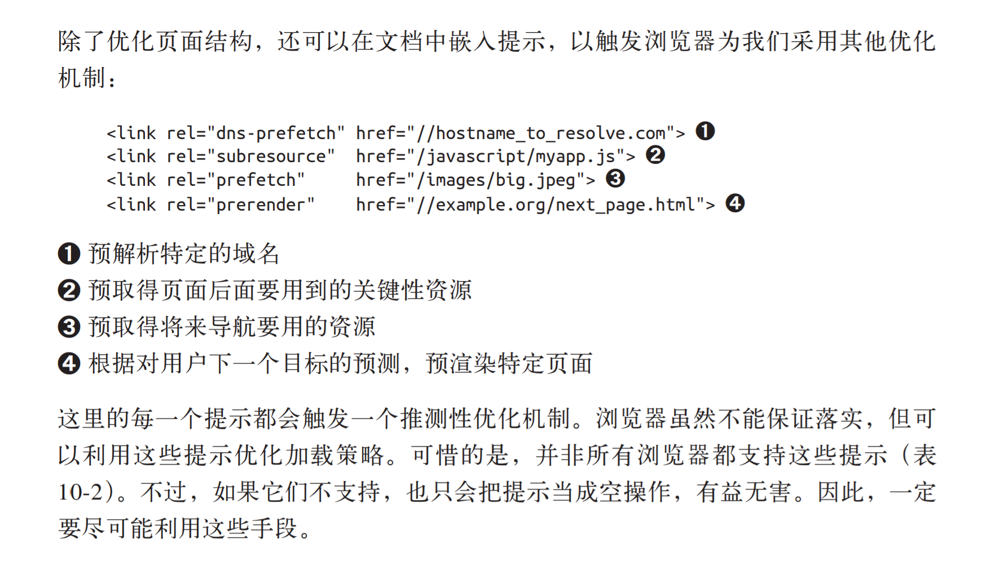 除了优化页面结构，还可以在文档中嵌入提示，以触发浏览器为我们采用其他优化
机制：
<link rel="dns-prefetch" href="//hostname_to_resolve.com"> ❶
<link rel="subresource"  href="/javascript/myapp.js"> ❷
<link rel="prefetch"     href="/images/big.jpeg"> ❸
<link rel="prerender"    href="//example.org/next_page.html"> ❹
❶ 预解析特定的域名
❷ 预取得页面后面要用到的关键性资源
❸ 预取得将来导航要用的资源
❹ 根据对用户下一个目标的预测，预渲染特定页面
这里的每一个提示都会触发一个推测性优化机制。浏览器虽然不能保证落实，但可
以利用这些提示优化加载策略。可惜的是，并非所有浏览器都支持这些提示（表
10-2）。不过，如果它们不支持，也只会把提示当成空操作，有益无害。因此，一定
要尽可能利用这些手段。